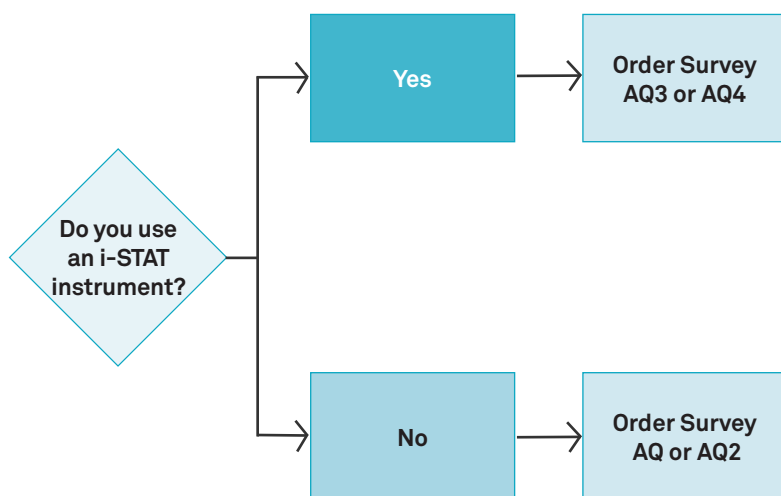 Do you use
an i-STAT
instrument?
Yes
Order Survey
AQ3 or AQ4
No
Order Survey
AQ or AQ2